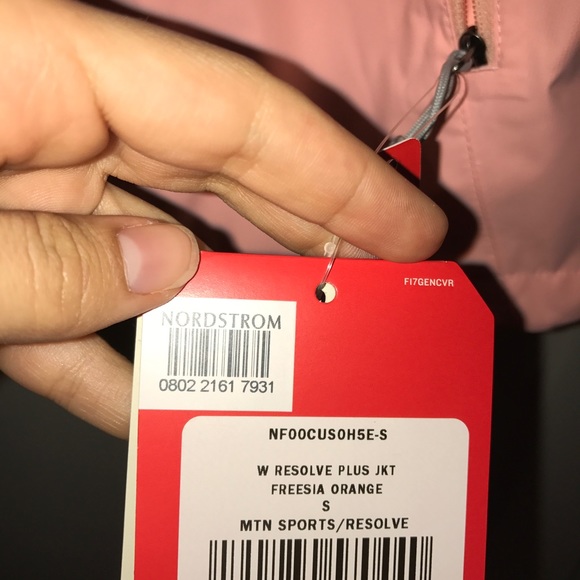 FI7GENCVR
NORDSTROM
0802 2161 7931
NF00CUS0H5E-S
W RESOLVE PLUS JKT
FREESIA ORANGE
S
MTN SPORTS/RESOLVE